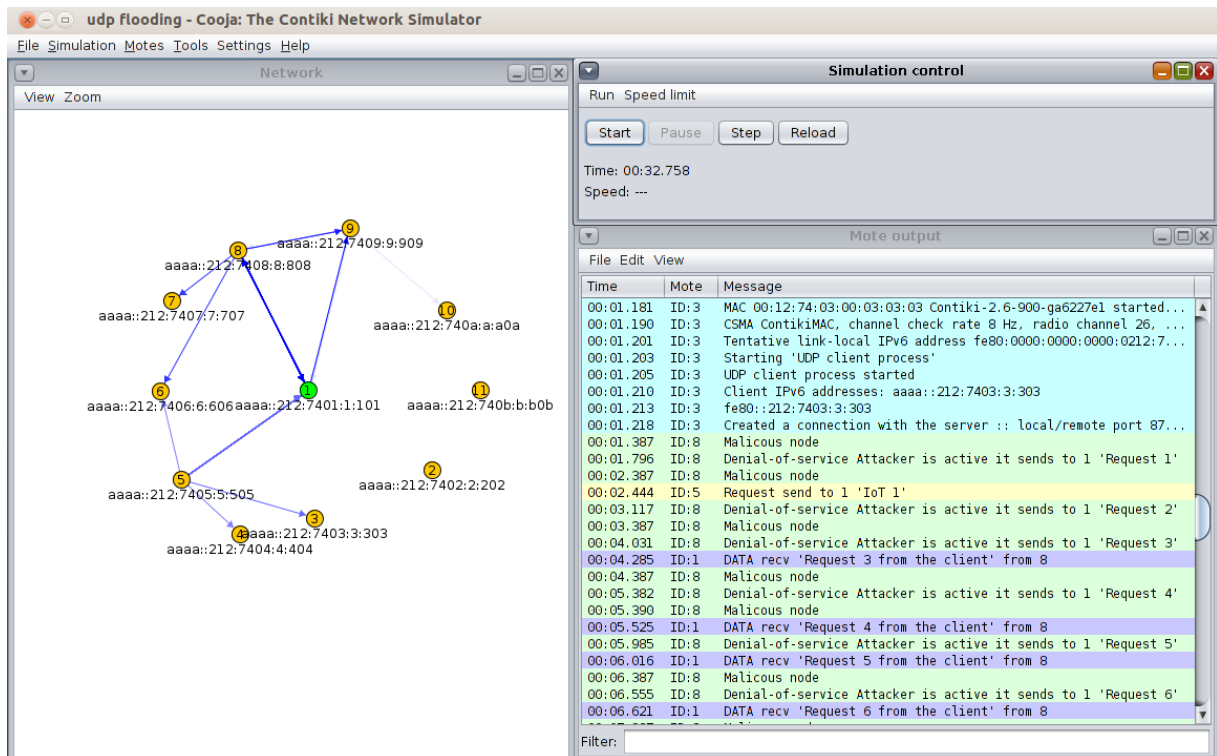 udp flooding - Cooja: The Contiki Network Simulator
File Simulation Motes Tools Settings Help
Network
View Zoom
9
aaaa::212:7409:9:909
8
aaaa::212:7408:8:808
7
aaaa::212:7407:7:707
10
aaaa::212:740a:a:a0a
6
aaaa::212:7406:6:606
1
aaaa::212:7401:1:101
11
aaaa::212:740b:b:b0b
2
aaaa::212:7402:2:202
5
aaaa::212:7405:5:505
3
aaaa::212:7403:3:303
4
aaaa::212:7404:4:404
Simulation control
Run Speed limit
Start Pause Step Reload
Time: 00:32.758
Speed: ---
Mote output
File Edit View
Time Mote Message
00:01.181 ID:3 MAC 00:12:74:03:00:03:03:03 Contiki-2.6-900-ga6227e1 started...
00:01.190 ID:3 CSMA ContikiMAC, channel check rate 8 Hz, radio channel 26, ...
00:01.201 ID:3 Tentative link-local IPv6 address fe80:0000:0000:0000:0212:7...
00:01.203 ID:3 Starting 'UDP client process'
00:01.205 ID:3 UDP client process started
00:01.210 ID:3 Client IPv6 addresses: aaaa::212:7403:3:303
00:01.213 ID:3 fe80::212:7403:3:303
00:01.218 ID:3 Created a connection with the server :: local/remote port 87...
00:01.387 ID:8 Malicous node
00:01.796 ID:8 Denial-of-service Attacker is active it sends to 1 'Request 1'
00:02.387 ID:8 Malicous node
00:02.444 ID:5 Request send to 1 'IoT 1'
00:03.117 ID:8 Denial-of-service Attacker is active it sends to 1 'Request 2'
00:03.387 ID:8 Malicous node
00:04.031 ID:8 Denial-of-service Attacker is active it sends to 1 'Request 3'
00:04.285 ID:1 DATA recv 'Request 3 from the client' from 8
00:04.387 ID:8 Malicous node
00:05.382 ID:8 Denial-of-service Attacker is active it sends to 1 'Request 4'
00:05.390 ID:8 Malicous node
00:05.525 ID:1 DATA recv 'Request 4 from the client' from 8
00:05.985 ID:8 Denial-of-service Attacker is active it sends to 1 'Request 5'
00:06.016 ID:1 DATA recv 'Request 5 from the client' from 8
00:06.387 ID:8 Malicous node
00:06.555 ID:8 Denial-of-service Attacker is active it sends to 1 'Request 6'
00:06.621 ID:1 DATA recv 'Request 6 from the client' from 8
Filter: